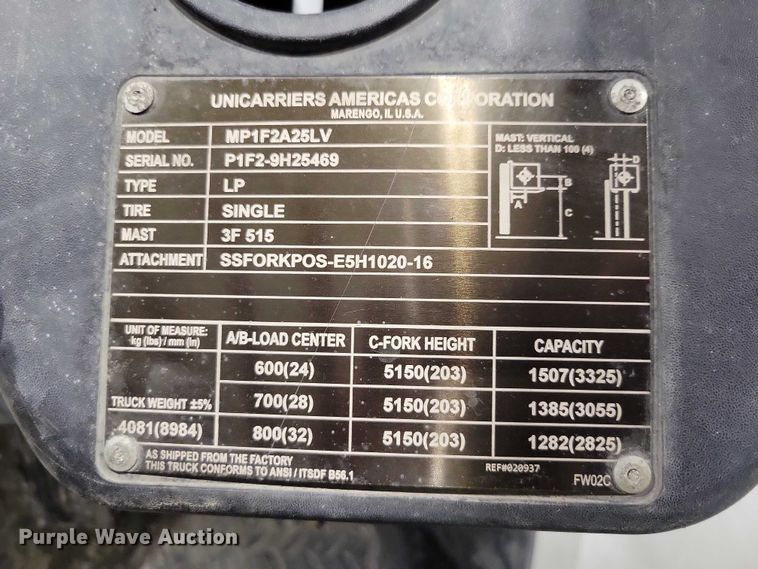 UNICARRIERS AMERICAS CORPORATION
MARENGO, IL U.S.A.
MODEL MP1F2A25LV
SERIAL NO. P1F2-9H25469
TYPE LP
TIRE SINGLE
MAST 3F 515
ATTACHMENT SSFORKPOS-E5H1020-16
MAST: VERTICAL
D: LESS THAN 100 (4)
D
B
A
C
UNIT OF MEASURE:
kg (lbs) / mm (in)
A/B-LOAD CENTER C-FORK HEIGHT CAPACITY
600(24) 5150(203) 1507(3325)
700(28) 5150(203) 1385(3055)
800(32) 5150(203) 1282(2825)
TRUCK WEIGHT ±5%
4081(8984)
AS SHIPPED FROM THE FACTORY
THIS TRUCK CONFORMS TO ANSI / ITSDF B56.1
REF#020937
FW02C
Purple Wave Auction